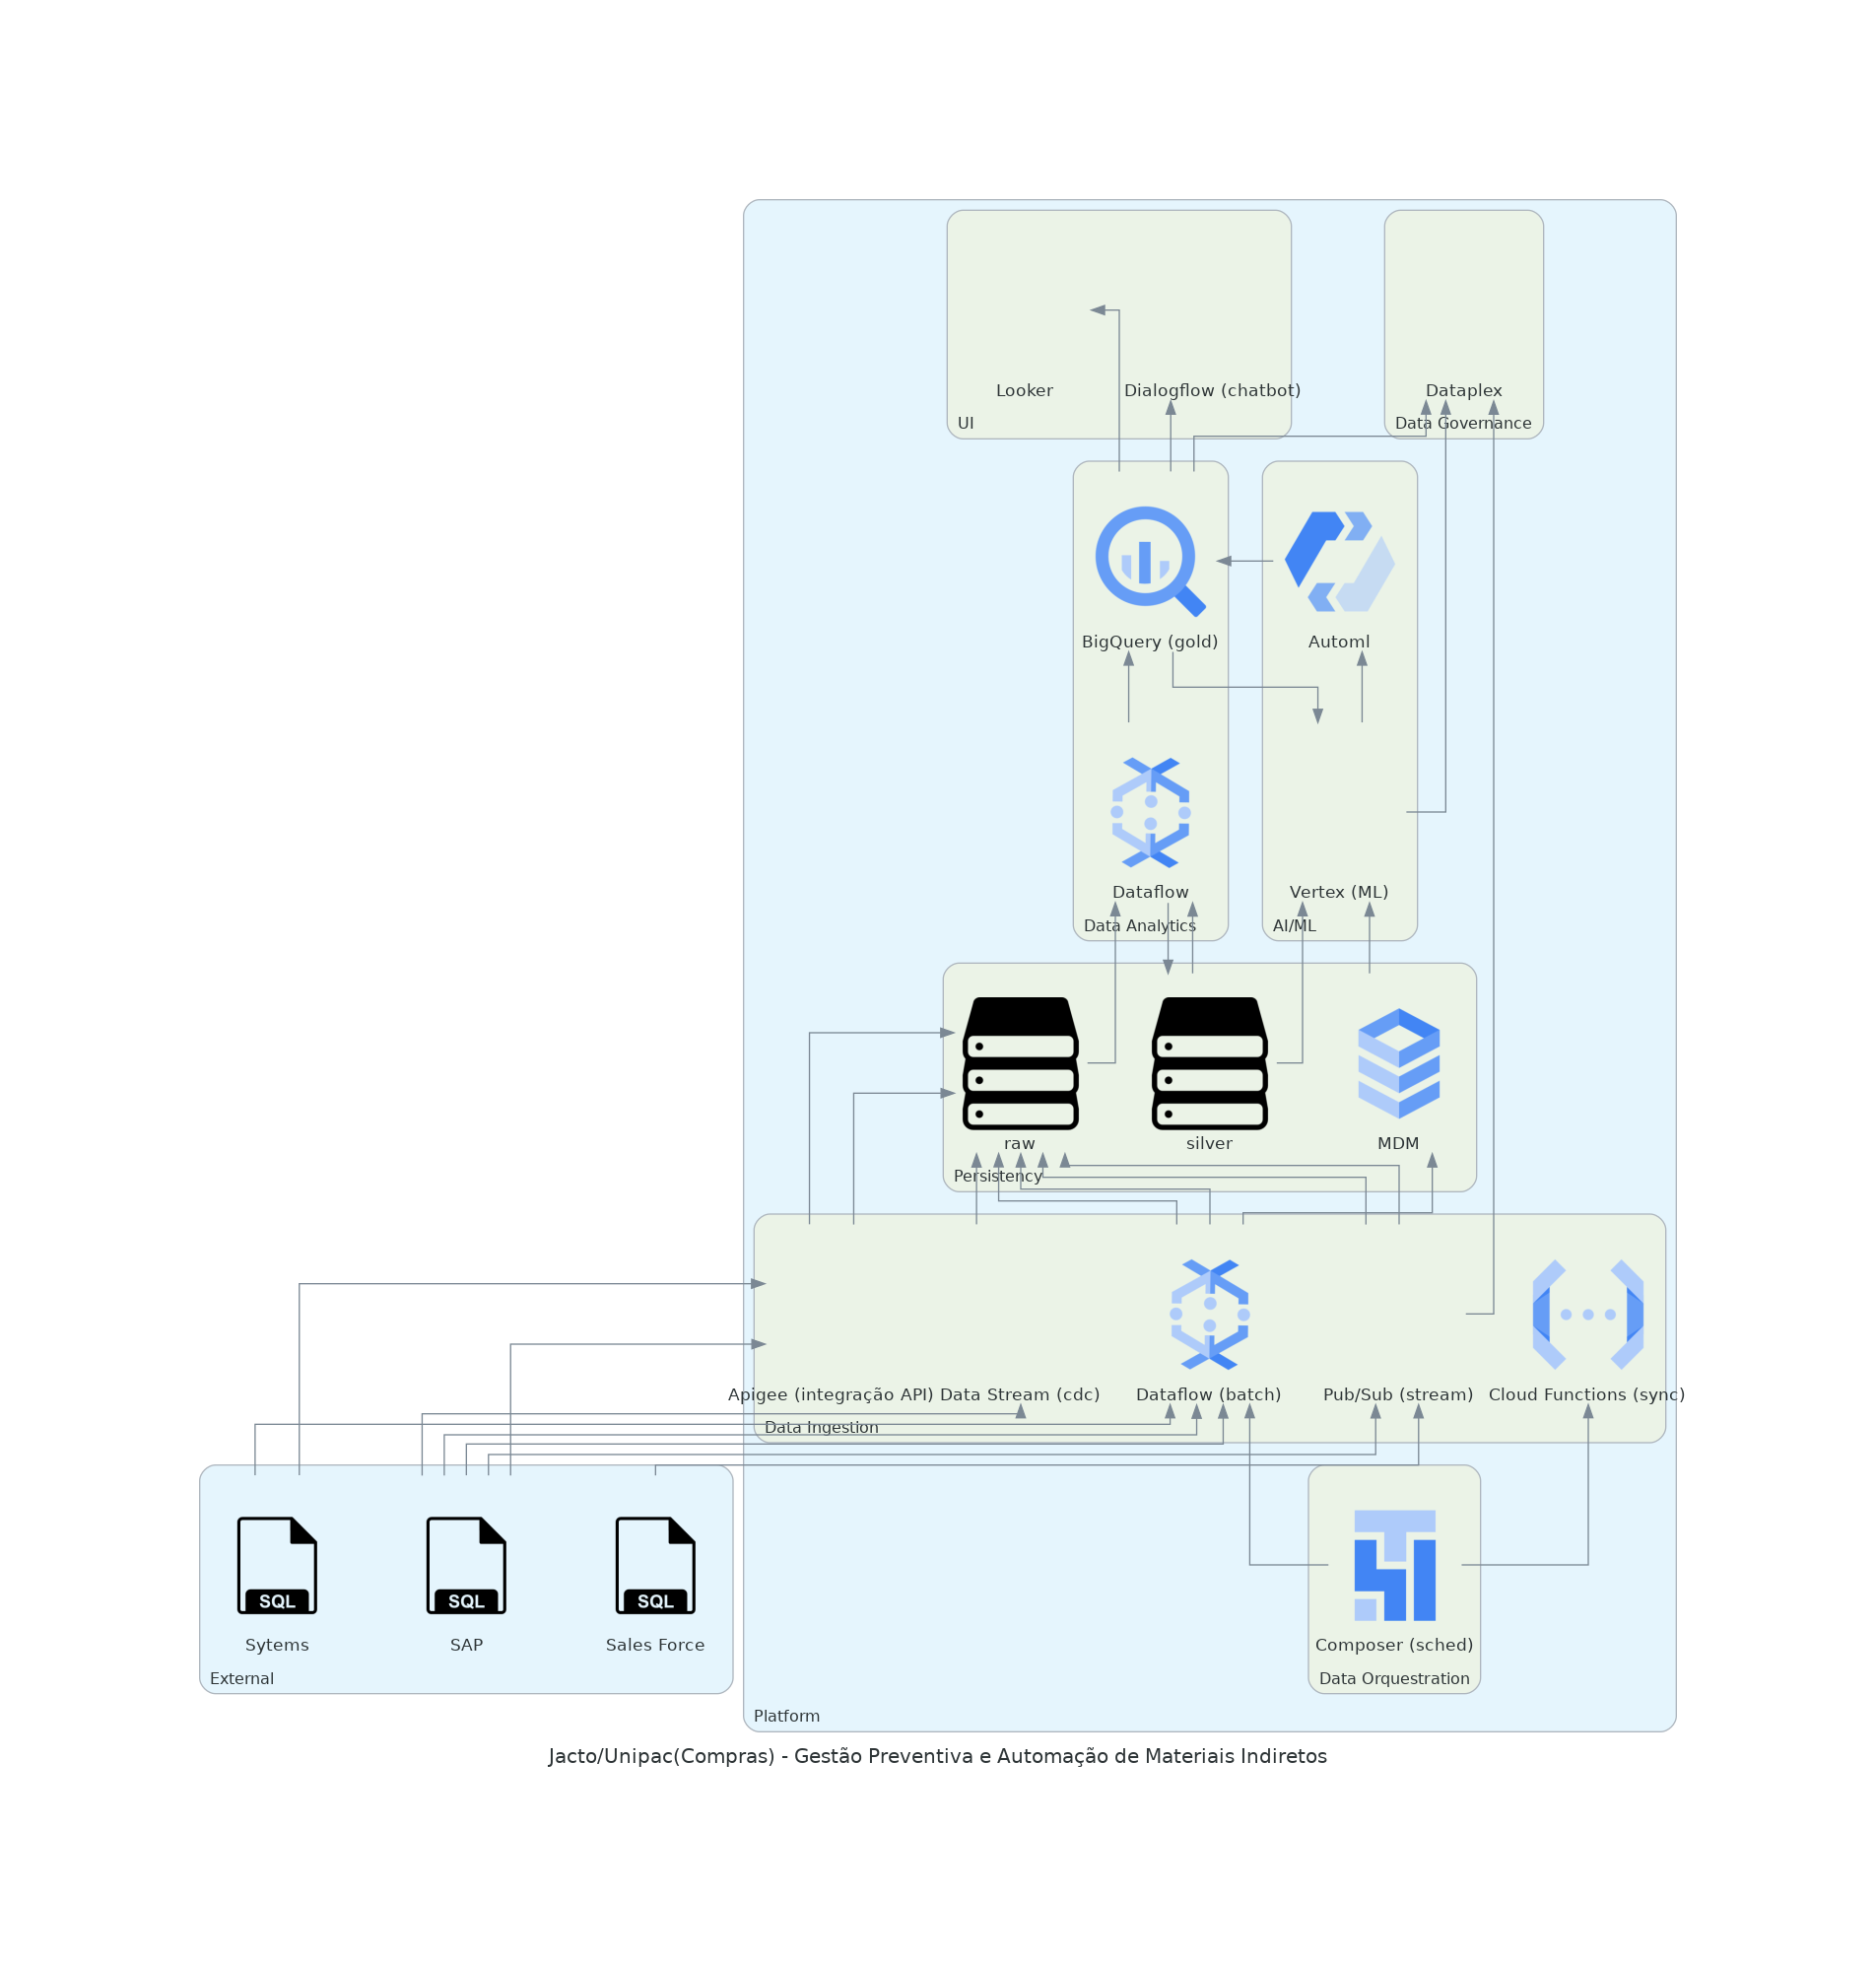 Looker
Dialogflow (chatbot)
Dataplex
UI
Data Governance
BigQuery (gold)
Automl
Dataflow
Vertex (ML)
Data Analytics
AI/ML
raw
silver
MDM
Persistency
Apigee (integração API)
Data Stream (cdc)
Dataflow (batch)
Pub/Sub (stream)
Cloud Functions (sync)
Data Ingestion
SQL
SQL
SQL
Sytems
SAP
Sales Force
Composer (sched)
External
Data Orquestration
Platform
Jacto/Unipac(Compras) - Gestão Preventiva e Automação de Materiais Indiretos